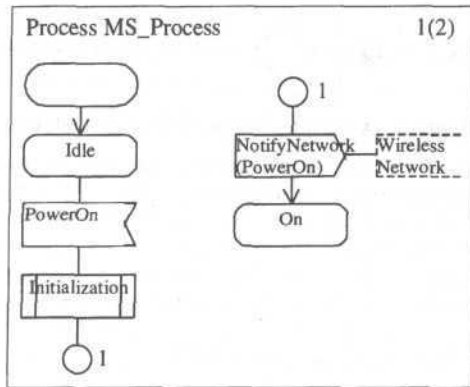 Process MS_Process 1(2)
Idle
PowerOn
Initialization
1
1
NotifyNetwork
(PowerOn)
Wireless
Network
On